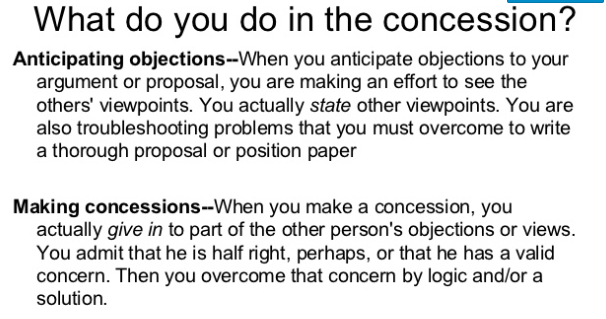 What do you do in the concession?
Anticipating objections--When you anticipate objections to your
argument or proposal, you are making an effort to see the
others' viewpoints. You actually state other viewpoints. You are
also troubleshooting problems that you must overcome to write
a thorough proposal or position paper
Making concessions--When you make a concession, you
actually give in to part of the other person's objections or views.
You admit that he is half right, perhaps, or that he has a valid
concern. Then you overcome that concern by logic and/or a
solution.